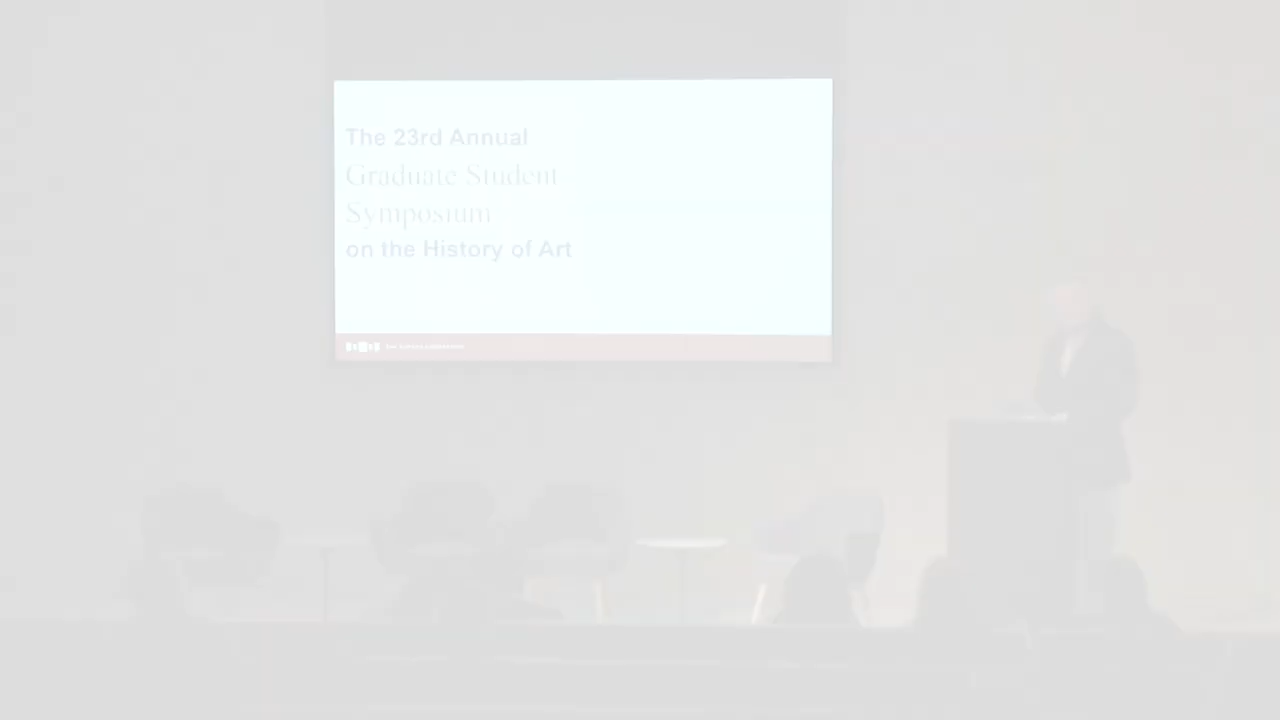 The 23rd Annual
Graduate Student
Symposium
on the History of Art